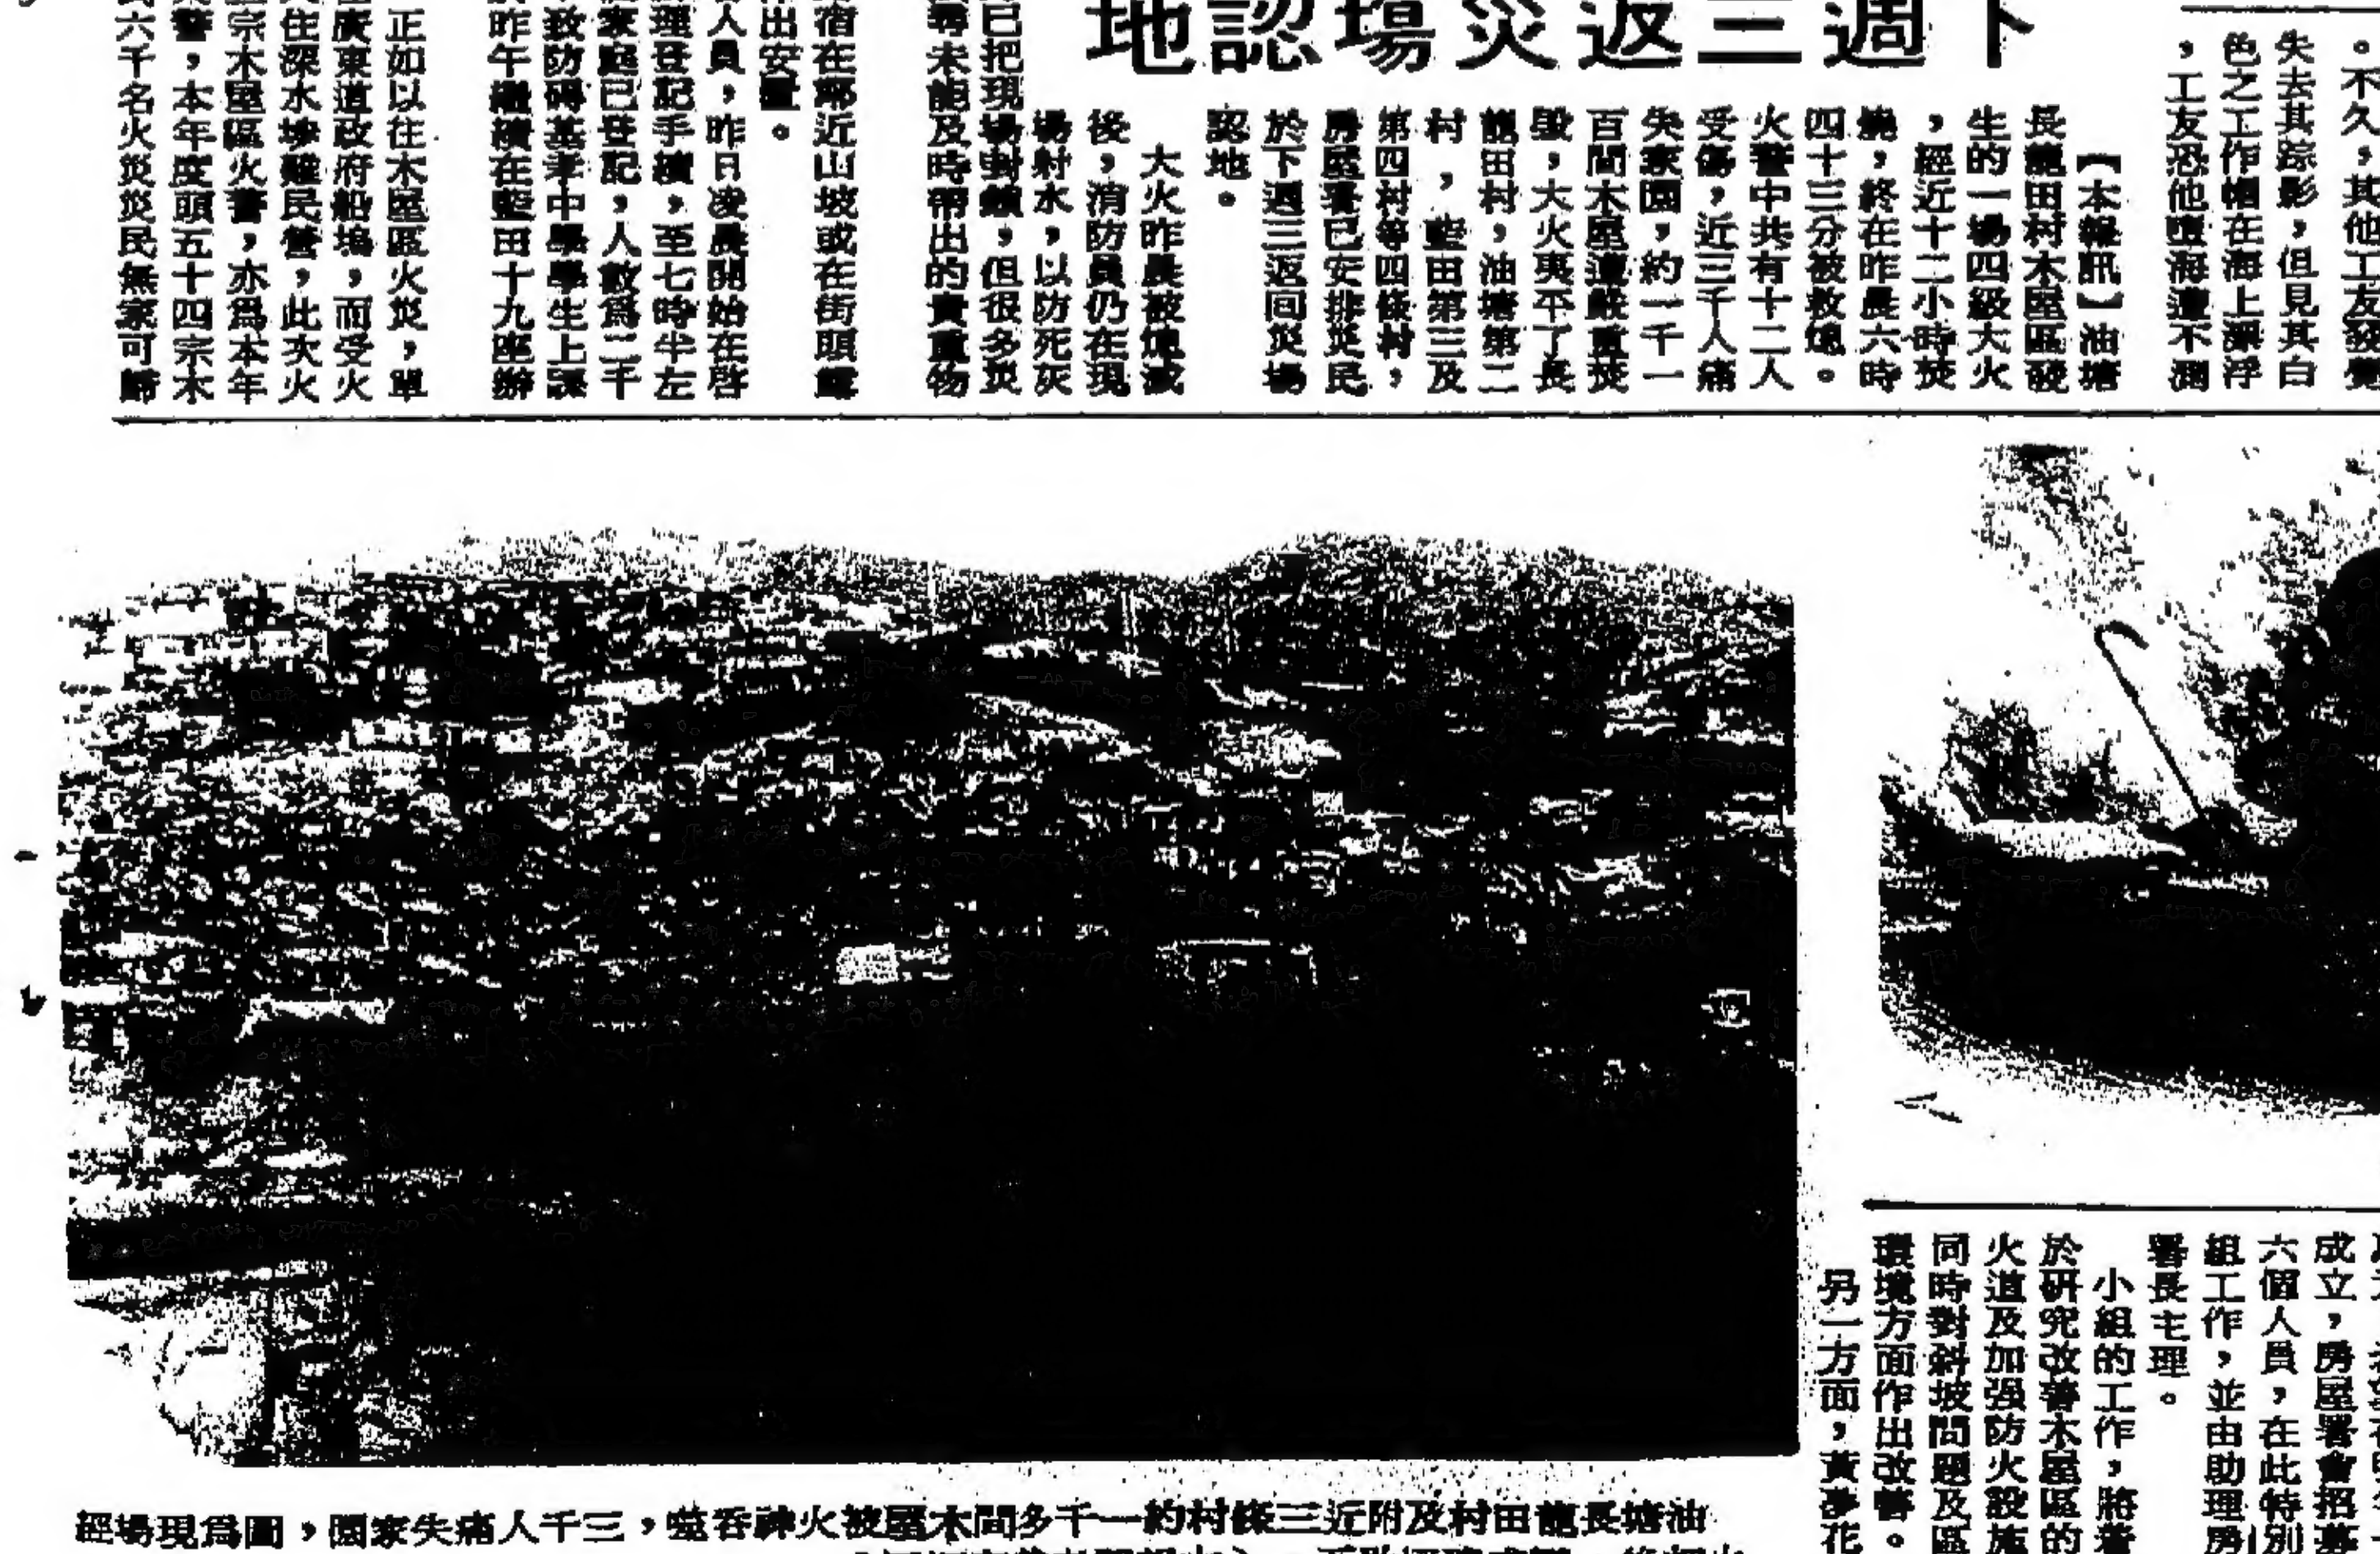 下週三返災場認地
。不久，其他工友發覺
失去其踪影，但見其白
色之工作帽在海上漂浮
，工友恐他墮海遭不測
【本報訊】油塘
長龍田村木屋區發
生的一場四級大火
，經近十二小時焚
燒，終在昨晨六時
四十三分被救熄。
火警中共有十二人
受傷，近三千人痛
失家園，約一千一
百間木屋遭嚴重焚
毀，大火夷平了長
龍田村，油塘第二
村，藍田第三及
第四村等四條村，
房屋署已安排災民
於下週三返回災場
認地。
大火昨晨被熄滅
後，消防員仍在現
場射水，以防死灰
已把現場封鎖，但很多災
尋未能及時帶出的貴重物
宿在鄰近山坡或在街頭露
出安置。
人員，昨日凌晨開始在啓
理登記手續，至七時半左
家庭已登記，人數爲二千
致防碍基孝中學學生上課
昨午繼續在藍田十九座辦
正如以往木屋區火災，單
廣東道政府船塢，而受火
住深水埗難民營，此次火
宗木屋區火警，亦爲本年
警，本年度頭五十四宗木
六千名火災災民無家可歸
成立，房屋署會招募
六個人員，在此特別
組工作，並由助理房
署長主理。
小組的工作，將着
於研究改善木屋區的
火道及加强防火設施
同時對斜坡問題及區
環境方面作出改善。
另一方面，黃夢花
油塘長龍田村及附近三條村約一千多間木屋被火神吞噬，三千人痛失家園，圖爲現場經